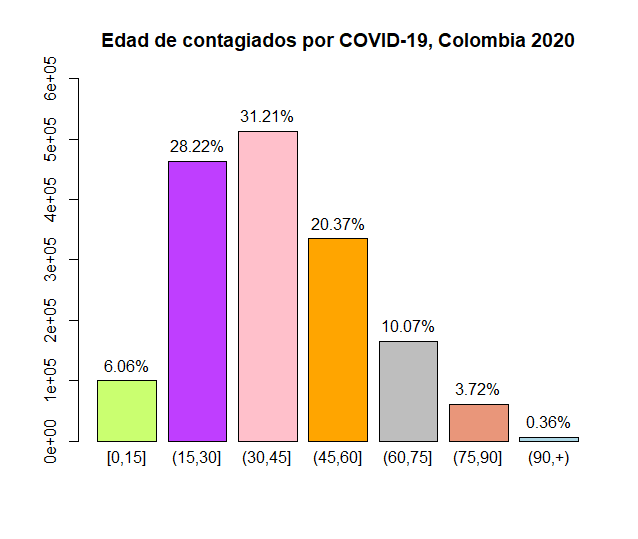 Edad de contagiados por COVID-19, Colombia 2020
6e+05
5e+05
4e+05
3e+05
2e+05
1e+05
0e+00
6.06%
28.22%
31.21%
20.37%
10.07%
3.72%
0.36%
[0,15]
(15,30]
(30,45]
(45,60]
(60,75]
(75,90]
(90,+)